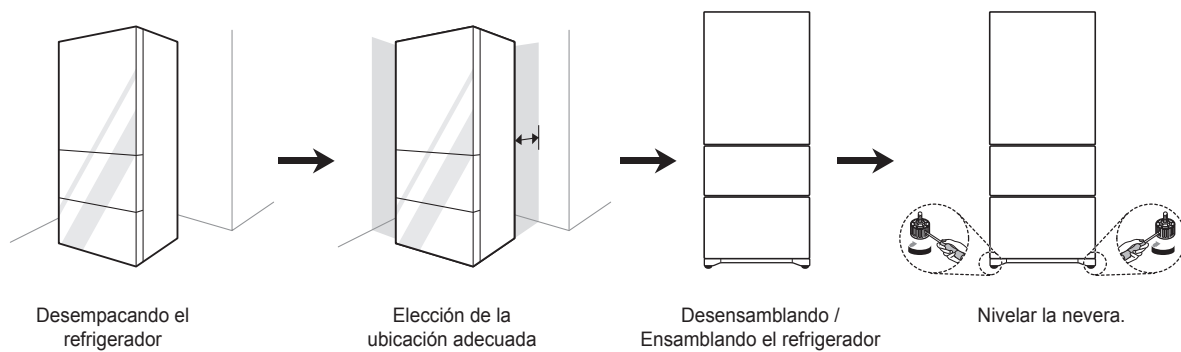 Desempacando el
refrigerador
Elección de la
ubicación adecuada
Desensamblando /
Ensamblando el refrigerador
Nivelar la nevera.